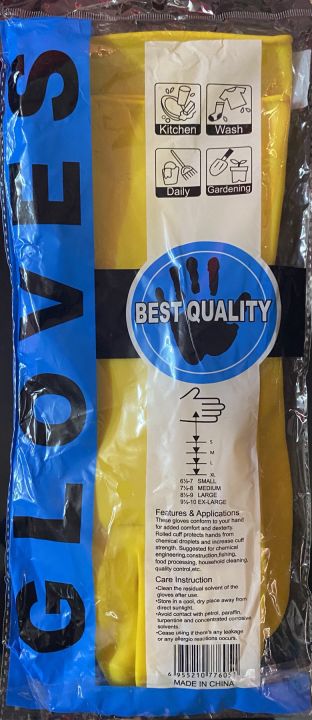 GLOVES
Kitchen
Wash
Daily
Gardening
BEST QUALITY
S
M
L
XL
6½-7 SMALL
7½-8 MEDIUM
8½-9 LARGE
9½-10 EX-LARGE
Features & Applications
These gloves conform to your hand
for added comfort and dexterity.
Rolled cuff protects hands from
chemical droplets and increase cuff
strength. Suggested for chemical
engineering,construction,fishing,
food processing, household cleaning,
quality control,etc.
Care Instruction
•Clean the residual solvent of the
gloves after use.
•Store in a cool, dry place away from
direct sunlight.
•Avoid contact with petrol, paraffin,
turpentine and concentrated corrosive
solvents.
•Cease using if there's any leakage
or any allergic reactions occurs.
6 955210 77605
MADE IN CHINA